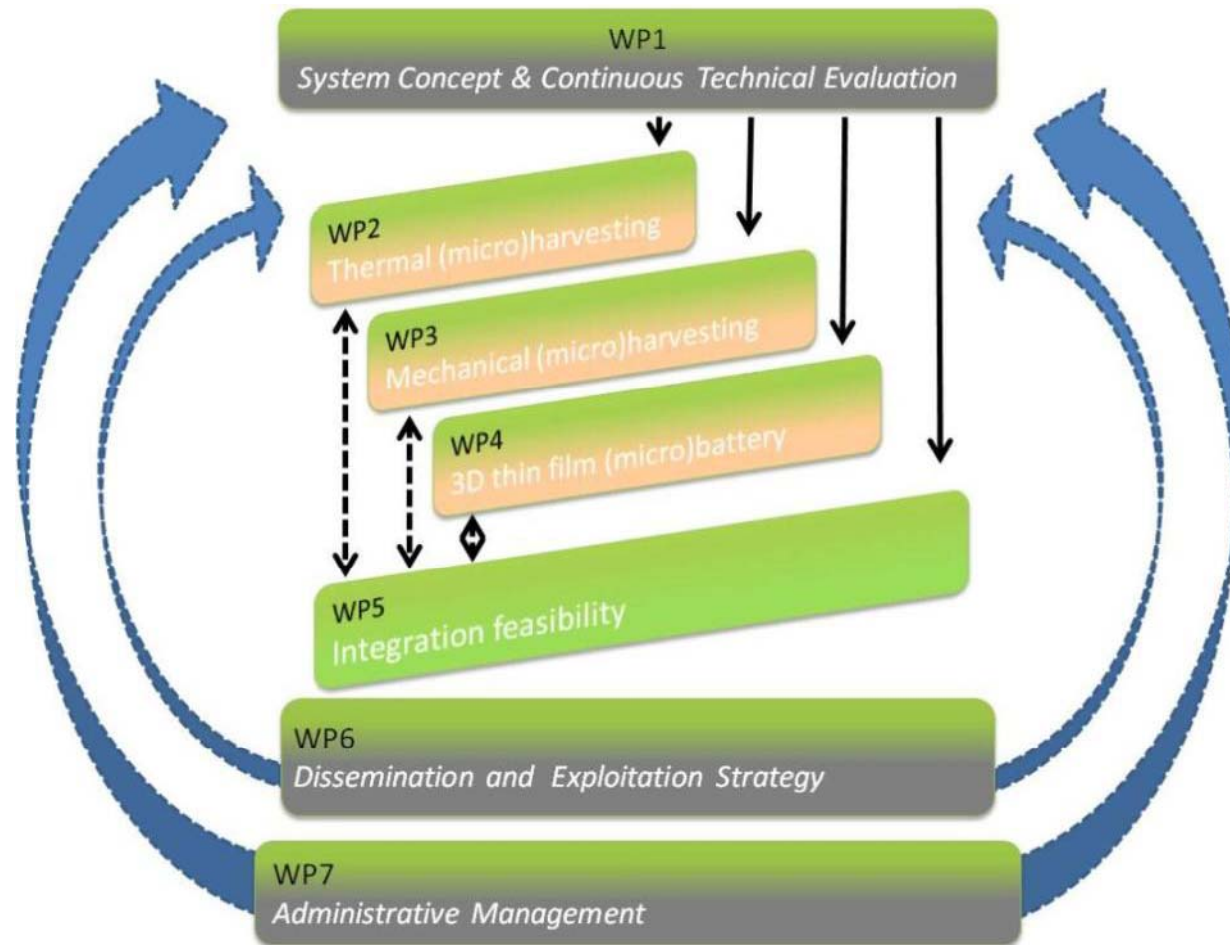 WP1
System Concept & Continuous Technical Evaluation
WP2
Thermal (micro)harvesting
WP3
Mechanical (micro)harvesting
WP4
3D thin film (micro)battery
WP5
Integration feasibility
WP6
Dissemination and Exploitation Strategy
WP7
Administrative Management